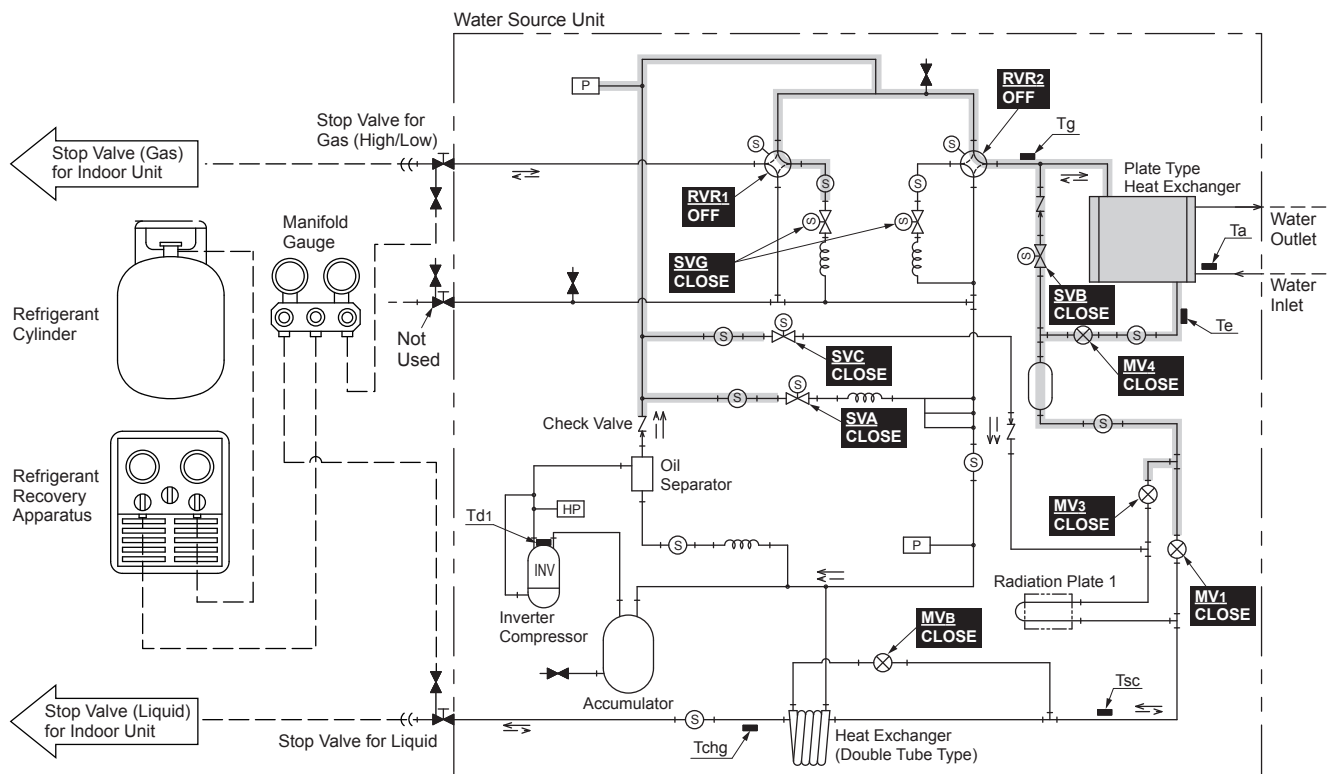 Water Source Unit
P
RVR2
OFF
Stop Valve for
Gas (High/Low)
Tg
Stop Valve (Gas)
for Indoor Unit
S
S
Plate Type
Heat Exchanger
RVR1
OFF
S
S
Manifold
Gauge
Water
Outlet
Ta
S
S
SVG
CLOSE
S
SVB
CLOSE
Water
Inlet
Refrigerant
Cylinder
Not
Used
Te
S
S
SVC
CLOSE
S
MV4
CLOSE
S
S
SVA
CLOSE
Check Valve
S
Oil
Separator
S
Refrigerant
Recovery
Apparatus
MV3
CLOSE
HP
Td1
S
P
INV
Radiation Plate 1
MV1
CLOSE
Inverter
Compressor
MVB
CLOSE
Accumulator
Tsc
Stop Valve (Liquid)
for Indoor Unit
S
Stop Valve for Liquid
Tchg
Heat Exchanger
(Double Tube Type)